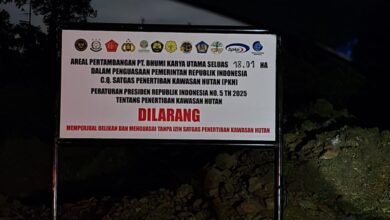 AREAL PERTAMBANGAN PT. BHUMI KARYA UTAMA SELUAS 18.01 HA
DALAM PENGUASAAN PEMERINTAH REPUBLIK INDONESIA
C.Q. SATGAS PENERTIBAN KAWASAN HUTAN (PKH)
PERATURAN PRESIDEN REPUBLIK INDONESIA NO. 5 TH 2025
TENTANG PENERTIBAN KAWASAN HUTAN
DILARANG
MEMPERJUAL BELIKAN DAN MENGUASAI TANPA IZIN SATGAS PENERTIBAN KAWASAN HUTAN